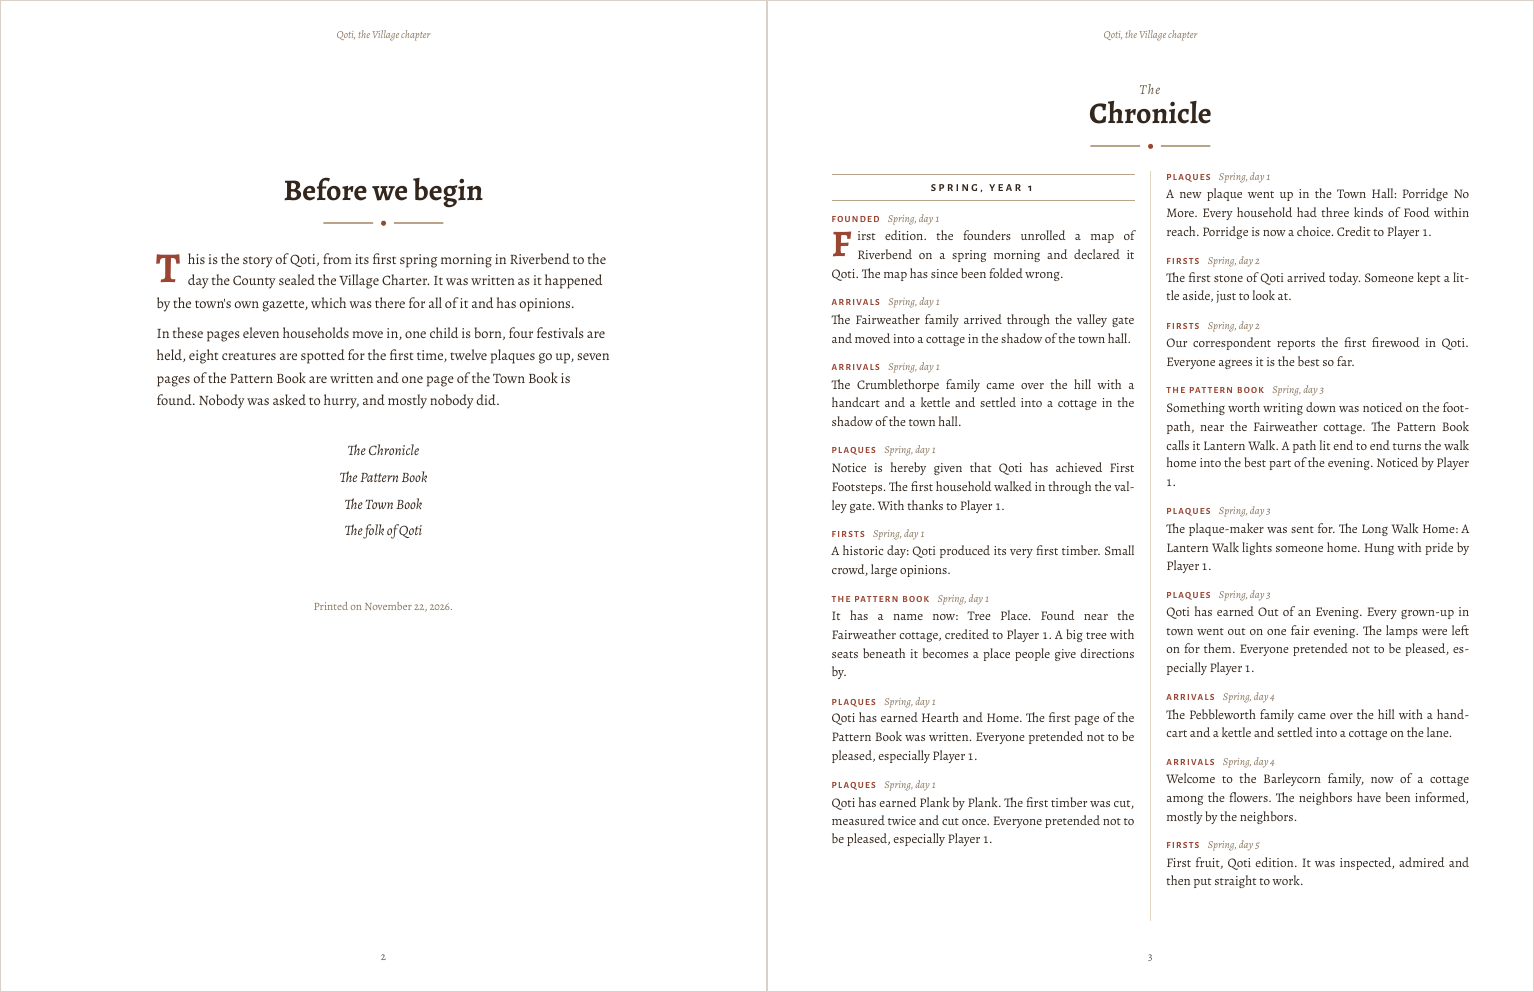 Qoti, the Village chapter
Before we begin
This is the story of Qoti, from its first spring morning in Riverbend to the
day the County sealed the Village Charter. It was written as it happened
by the town's own gazette, which was there for all of it and has opinions.
In these pages eleven households move in, one child is born, four festivals are
held, eight creatures are spotted for the first time, twelve plaques go up, seven
pages of the Pattern Book are written and one page of the Town Book is
found. Nobody was asked to hurry, and mostly nobody did.
The Chronicle
The Pattern Book
The Town Book
The folk of Qoti
Printed on November 22, 2026.
2
Qoti, the Village chapter
The
Chronicle
SPRING, YEAR 1
FOUNDED Spring, day 1
First edition. the founders unrolled a map of
Riverbend on a spring morning and declared it
Qoti. The map has since been folded wrong.
ARRIVALS Spring, day 1
The Fairweather family arrived through the valley gate
and moved into a cottage in the shadow of the town hall.
ARRIVALS Spring, day 1
The Crumblethorpe family came over the hill with a
handcart and a kettle and settled into a cottage in the
shadow of the town hall.
PLAQUES Spring, day 1
Notice is hereby given that Qoti has achieved First
Footsteps. The first household walked in through the val-
ley gate. With thanks to Player 1.
FIRSTS Spring, day 1
A historic day: Qoti produced its very first timber. Small
crowd, large opinions.
THE PATTERN BOOK Spring, day 1
It has a name now: Tree Place. Found near the
Fairweather cottage, credited to Player 1. A big tree with
seats beneath it becomes a place people give directions
by.
PLAQUES Spring, day 1
Qoti has earned Hearth and Home. The first page of the
Pattern Book was written. Everyone pretended not to be
pleased, especially Player 1.
PLAQUES Spring, day 1
Qoti has earned Plank by Plank. The first timber was cut,
measured twice and cut once. Everyone pretended not to
be pleased, especially Player 1.
PLAQUES Spring, day 1
A new plaque went up in the Town Hall: Porridge No
More. Every household had three kinds of Food within
reach. Porridge is now a choice. Credit to Player 1.
FIRSTS Spring, day 2
The first stone of Qoti arrived today. Someone kept a lit-
tle aside, just to look at.
FIRSTS Spring, day 2
Our correspondent reports the first firewood in Qoti.
Everyone agrees it is the best so far.
THE PATTERN BOOK Spring, day 3
Something worth writing down was noticed on the foot-
path, near the Fairweather cottage. The Pattern Book
calls it Lantern Walk. A path lit end to end turns the walk
home into the best part of the evening. Noticed by Player
1.
PLAQUES Spring, day 3
The plaque-maker was sent for. The Long Walk Home: A
Lantern Walk lights someone home. Hung with pride by
Player 1.
PLAQUES Spring, day 3
Qoti has earned Out of an Evening. Every grown-up in
town went out on one fair evening. The lamps were left
on for them. Everyone pretended not to be pleased, es-
pecially Player 1.
ARRIVALS Spring, day 4
The Pebbleworth family came over the hill with a hand-
cart and a kettle and settled into a cottage on the lane.
ARRIVALS Spring, day 4
Welcome to the Barleycorn family, now of a cottage
among the flowers. The neighbors have been informed,
mostly by the neighbors.
FIRSTS Spring, day 5
First fruit, Qoti edition. It was inspected, admired and
then put straight to work.
3